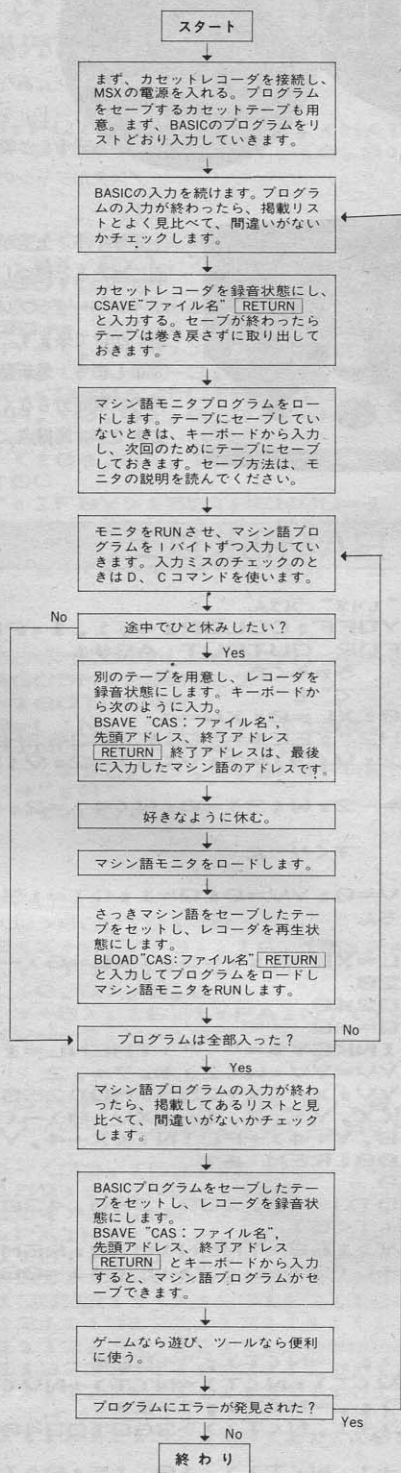 スタート
まず、カセットレコーダを接続し、
MSXの電源を入れる。プログラム
をセーブするカセットテープも用
意。まず、BASICのプログラムをリ
ストどおり入力していきます。
BASICの入力を続けます。プログラ
ムの入力が終わったら、掲載リス
トとよく見比べて、間違いがない
かチェックします。
カセットレコーダを録音状態にし、
CSAVE"ファイル名" RETURN
と入力する。セーブが終わったら
テープは巻き戻さずに取り出して
おきます。
マシン語モニタプログラムをロー
ドします。テープにセーブしてい
ないときは、キーボードから入力
し、次回のためにテープにセーブ
しておきます。セーブ方法は、モ
ニタの説明を読んでください。
モニタをRUNさせ、マシン語プロ
グラムを1バイトずつ入力してい
きます。入力ミスのチェックのと
きはD、Cコマンドを使います。
No
途中でひと休みしたい?
Yes
別のテープを用意し、レコーダを
録音状態にします。キーボードか
ら次のように入力。
BSAVE "CAS:ファイル名",
先頭アドレス、終了アドレス
RETURN 終了アドレスは、最後
に入力したマシン語のアドレスです。
好きなように休む。
マシン語モニタをロードします。
さっきマシン語をセーブしたテー
プをセットし、レコーダを再生状
態にします。
BLOAD"CAS:ファイル名" RETURN
と入力してプログラムをロードし
マシン語モニタをRUNします。
プログラムは全部入った?
No
Yes
マシン語プログラムの入力が終わ
ったら、掲載してあるリストと見
比べて、間違いがないかチェック
します。
BASICプログラムをセーブしたテー
プをセットし、レコーダを録音状
態にします。
BSAVE "CAS:ファイル名",
先頭アドレス、終了アドレス
RETURN とキーボードから入力
すると、マシン語プログラムがセ
ーブできます。
ゲームなら遊び、ツールなら便利
に使う。
プログラムにエラーが発見された?
Yes
No
終わり